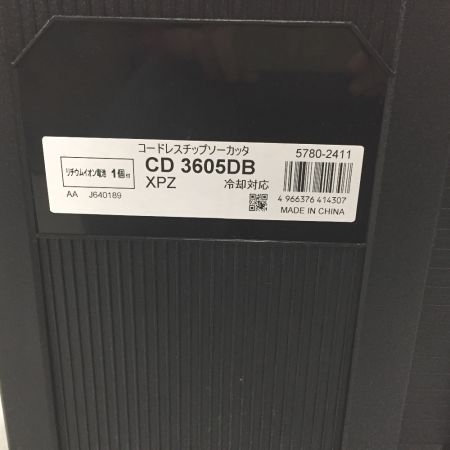 コードレスチップソーカッタ
5780-2411
リチウムイオン電池 1個付
CD 3605DB
XPZ 冷却対応
AA J640189
4 966376 414307
MADE IN CHINA